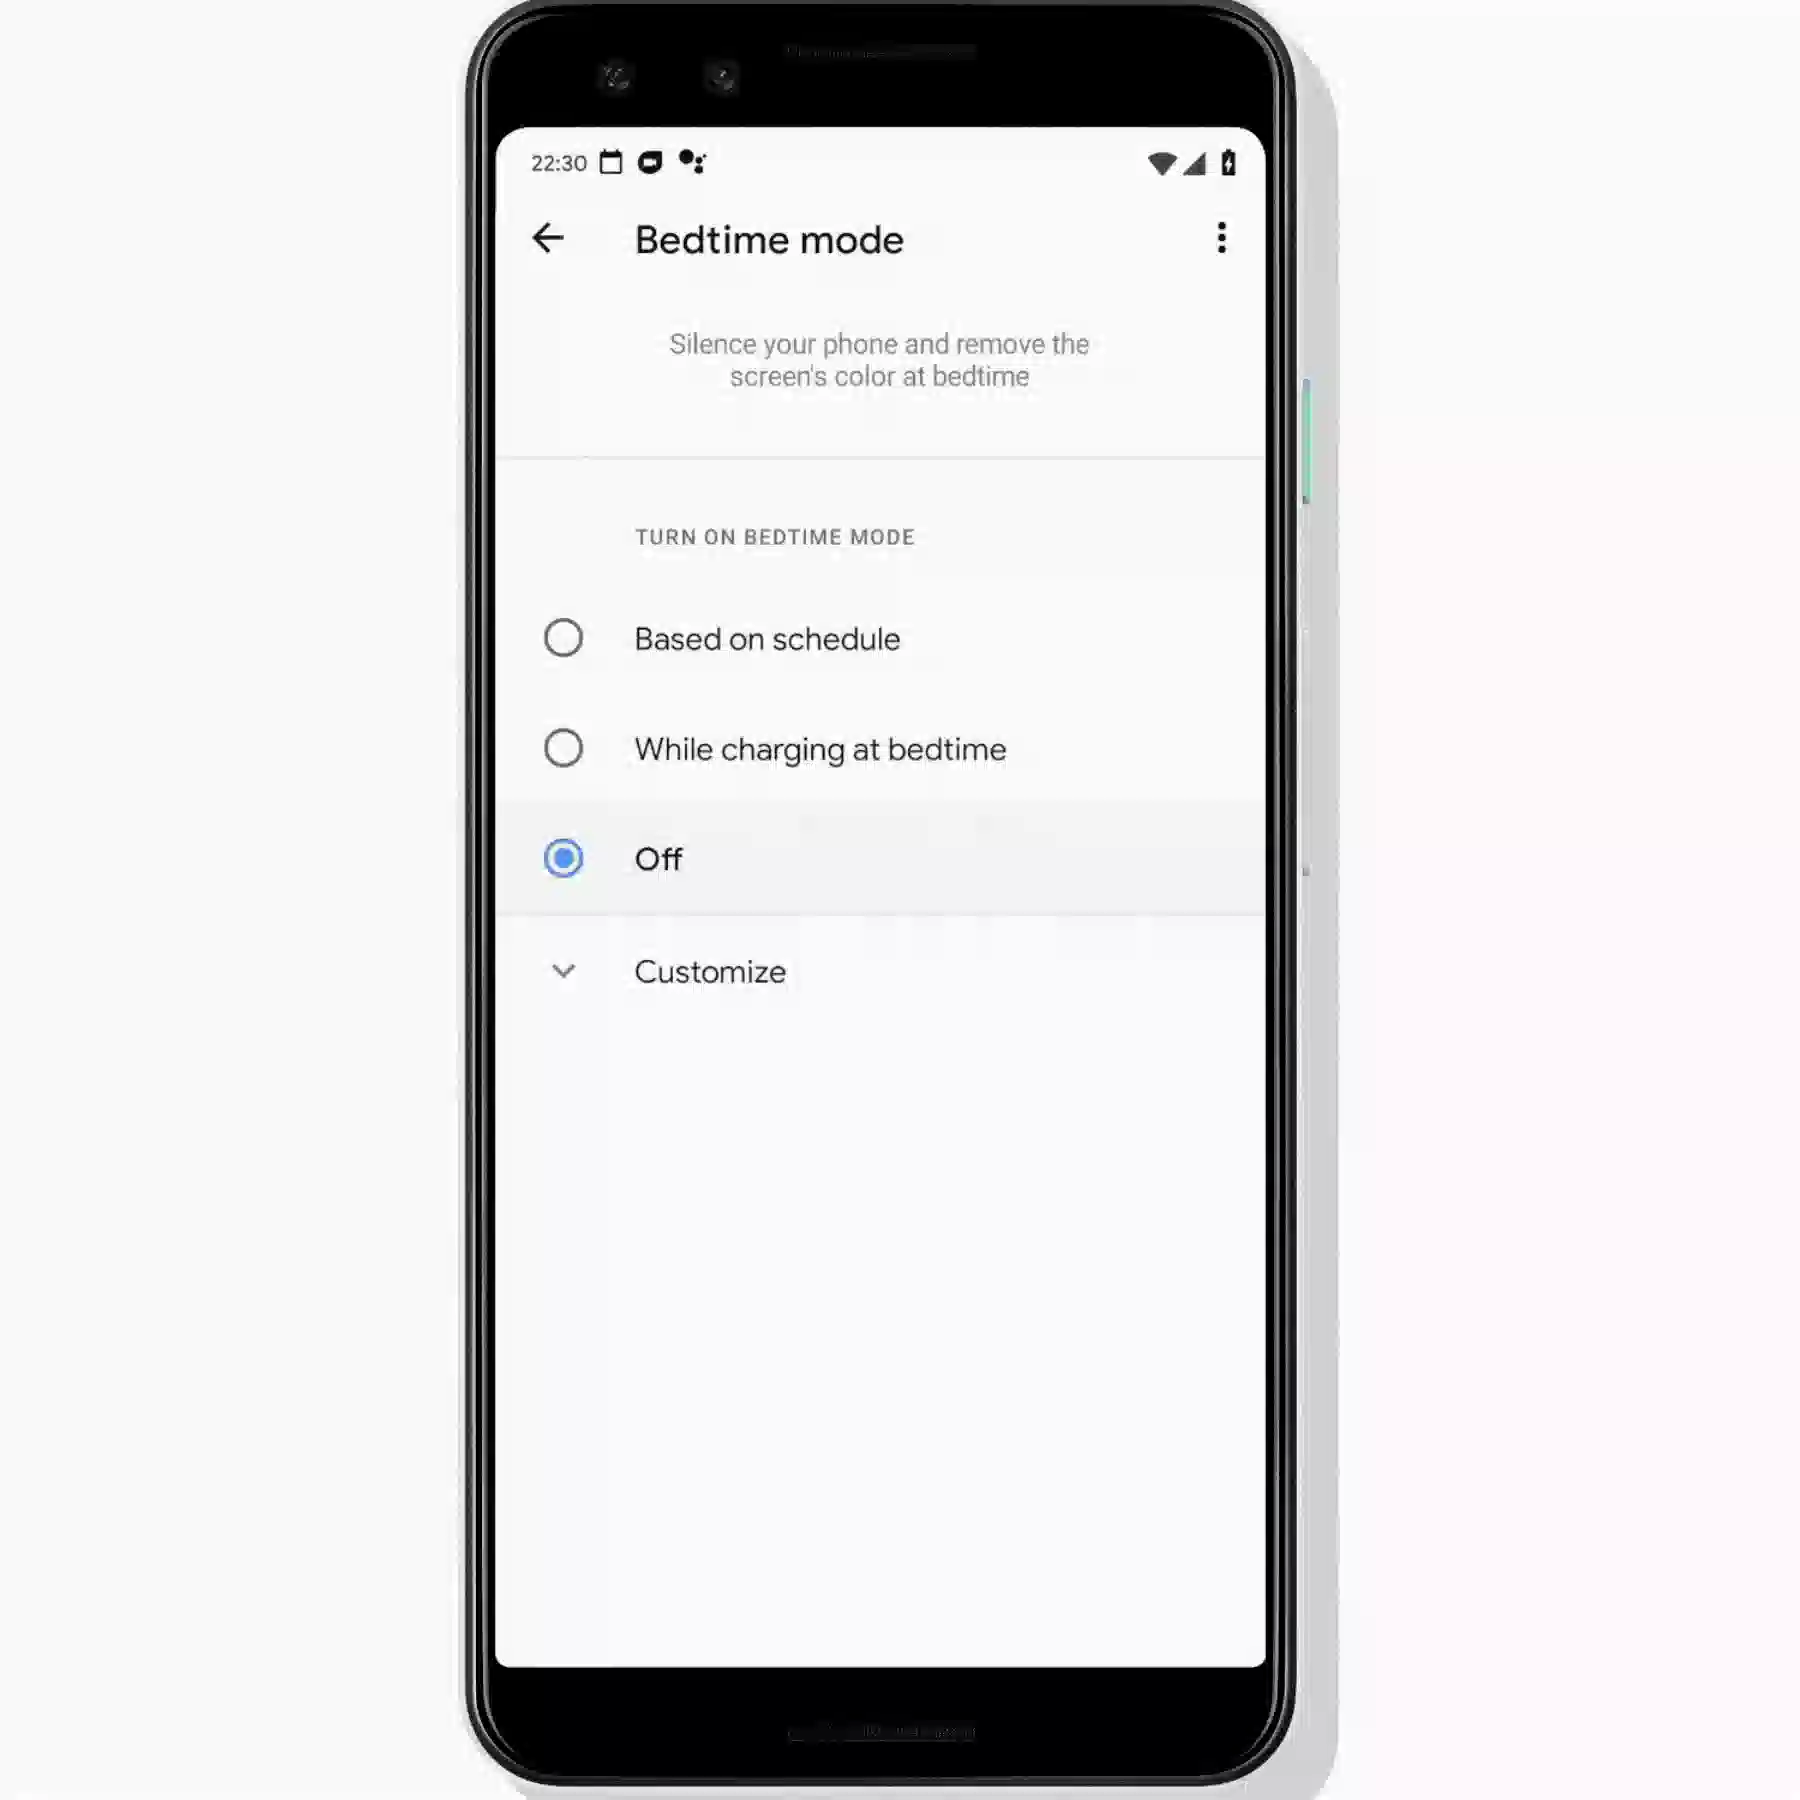 22:30
Bedtime mode
Silence your phone and remove the
screen's color at bedtime
TURN ON BEDTIME MODE
Based on schedule
While charging at bedtime
Off
Customize